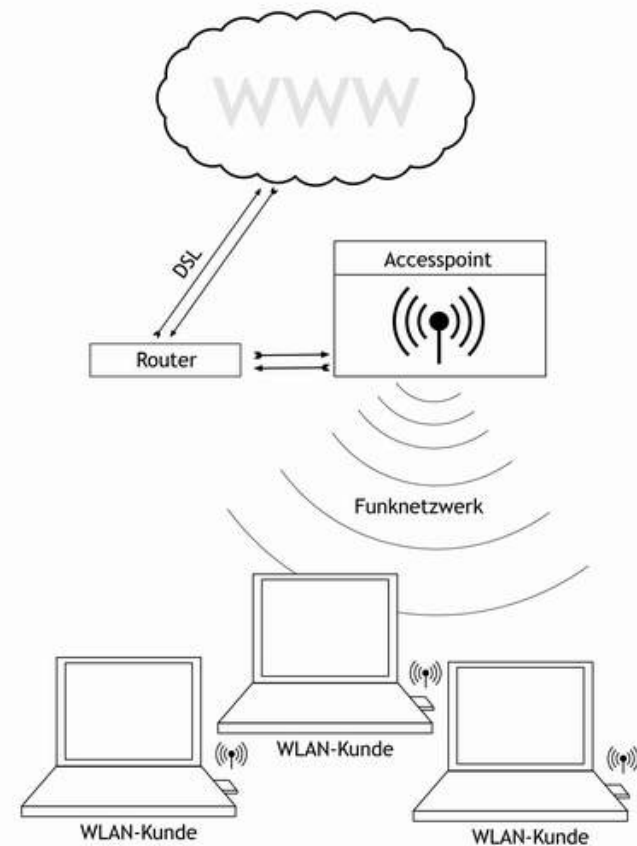 WWW
DSL
Accesspoint
Router
Funknetzwerk
WLAN-Kunde
WLAN-Kunde
WLAN-Kunde